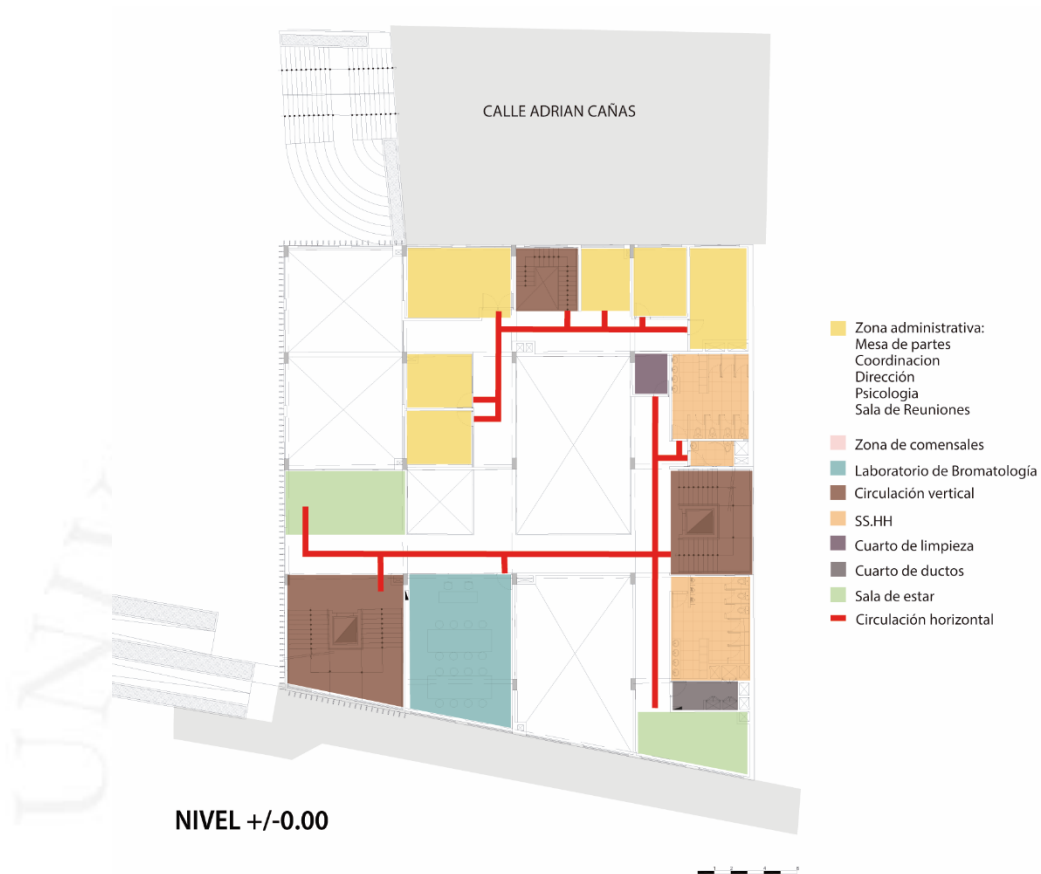 CALLE ADRIAN CAÑAS
Zona administrativa:
Mesa de partes
Coordinacion
Dirección
Psicologia
Sala de Reuniones
Zona de comensales
Laboratorio de Bromatología
Circulación vertical
SS.HH
Cuarto de limpieza
Cuarto de ductos
Sala de estar
Circulación horizontal
NIVEL +/-0.00